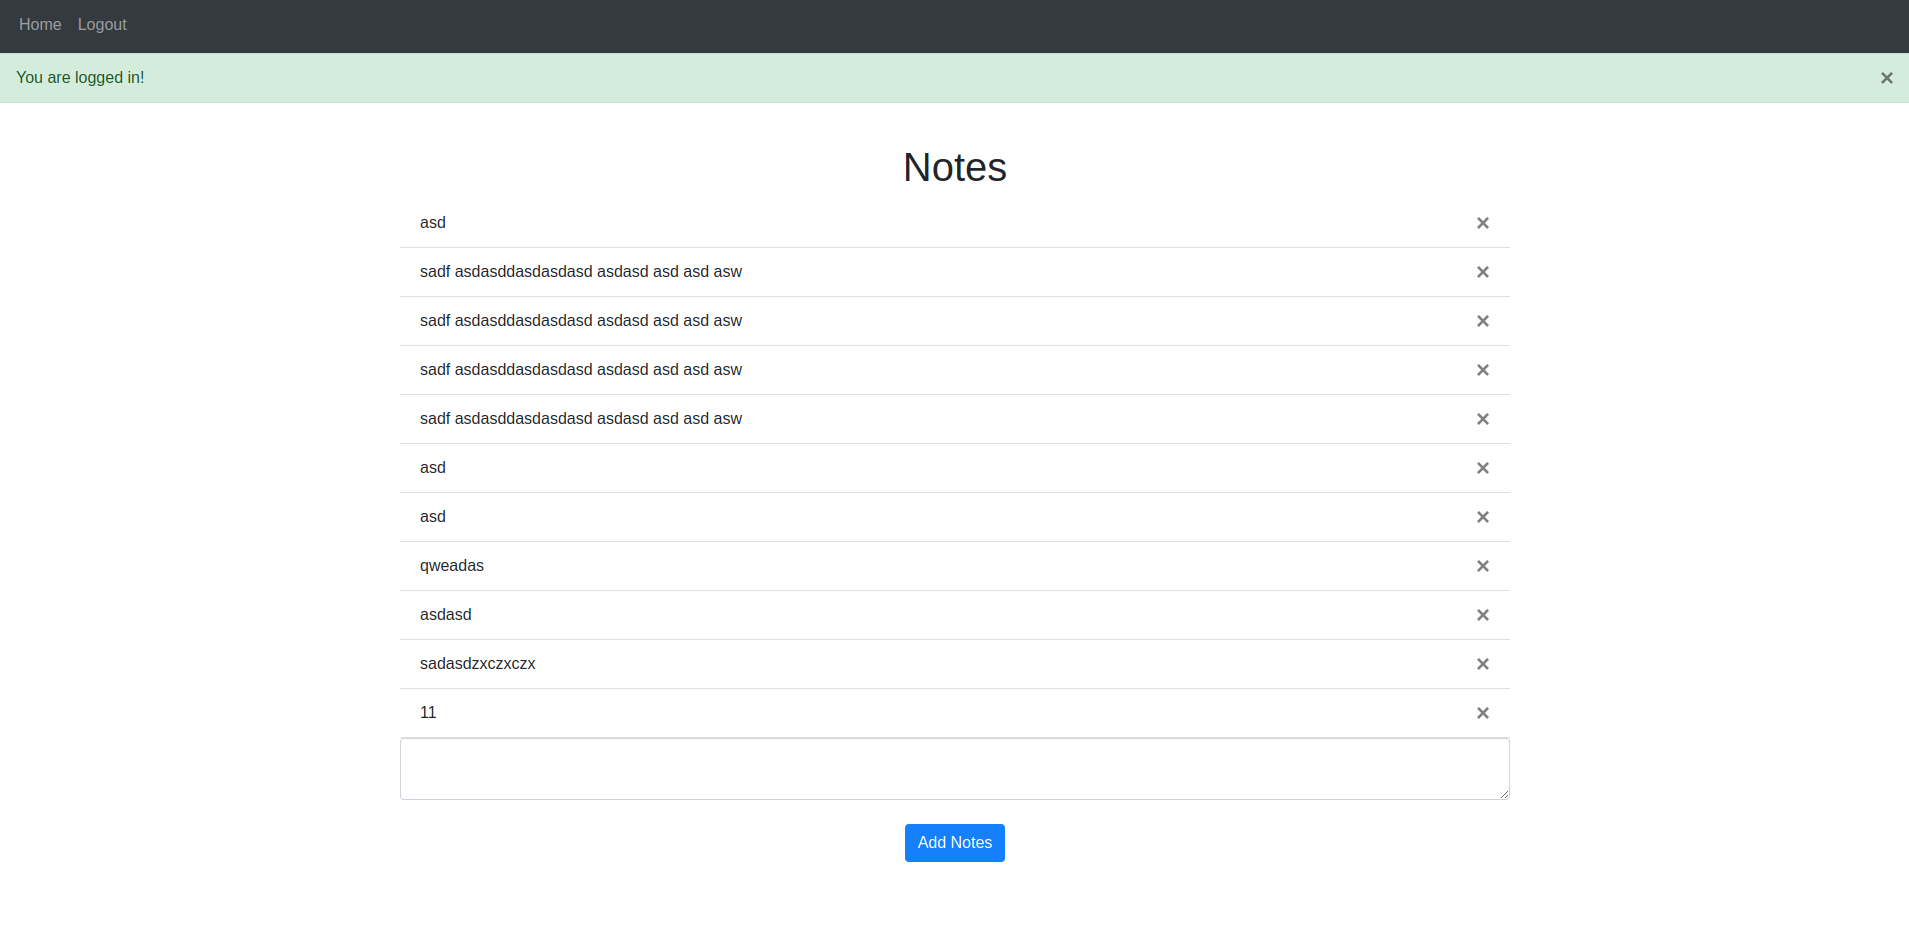 Home Logout
You are logged in!
Notes
asd
sadf asdasddasdasdasd asdasd asd asd asw
sadf asdasddasdasdasd asdasd asd asd asw
sadf asdasddasdasdasd asdasd asd asd asw
sadf asdasddasdasdasd asdasd asd asd asw
asd
asd
qweadas
asdasd
sadasdzxczxczx
11
Add Notes